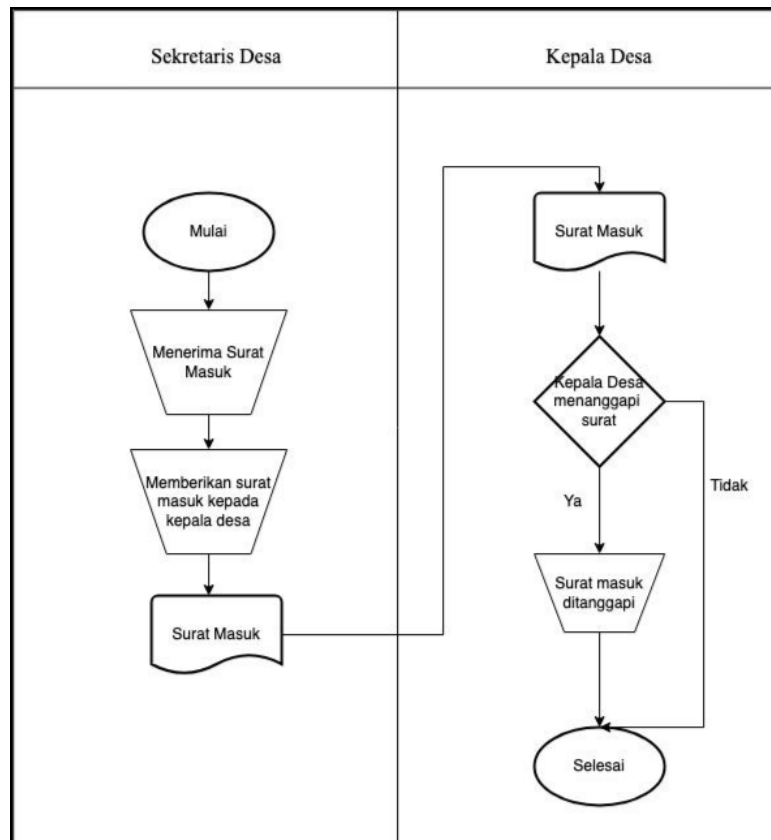 Sekretaris Desa
Kepala Desa
Mulai
Menerima Surat
Masuk
Memberikan surat
masuk kepada
kepala desa
Surat Masuk
Surat Masuk
Kepala Desa
menanggapi
surat
Tidak
Ya
Surat masuk
ditanggapi
Selesai